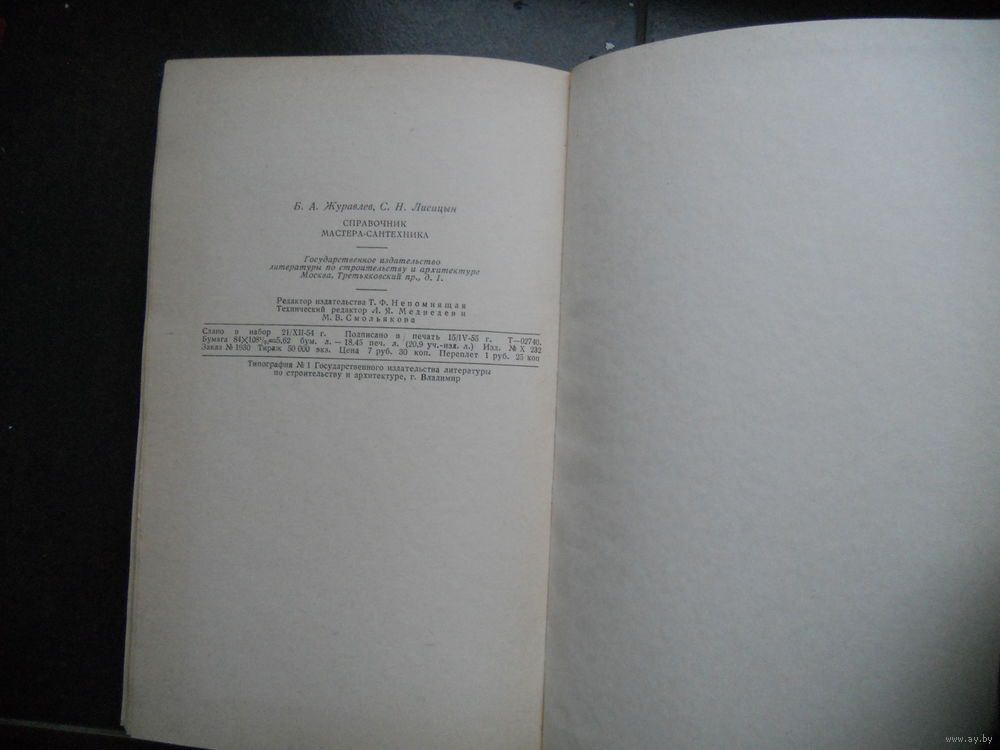 Б. А. Журавлев, С. Н. Лисицын
СПРАВОЧНИК
МАСТЕРА-САНТЕХНИКА
Государственное издательство
литературы по строительству и архитектуре
Москва, Третьяковский пр., д. 1.
Редактор издательства Т. Ф. Непомнящая
Технический редактор Л. Я. Медведев и
М. В. Смольякова
Сдано в набор 21/XII-54 г. Подписано в печать 15/IV-55 г. Т—02740.
Бумага 84×108¹/₃₂=5,62 бум. л. — 18,45 печ. л. (20,9 уч.-изд. л.) Изд. № X 232
Заказ № 1930 Тираж 50 000 экз. Цена 7 руб. 30 коп. Переплет 1 руб. 25 коп
Типография № 1 Государственного издательства литературы
по строительству и архитектуре, г. Владимир
www.ay.by